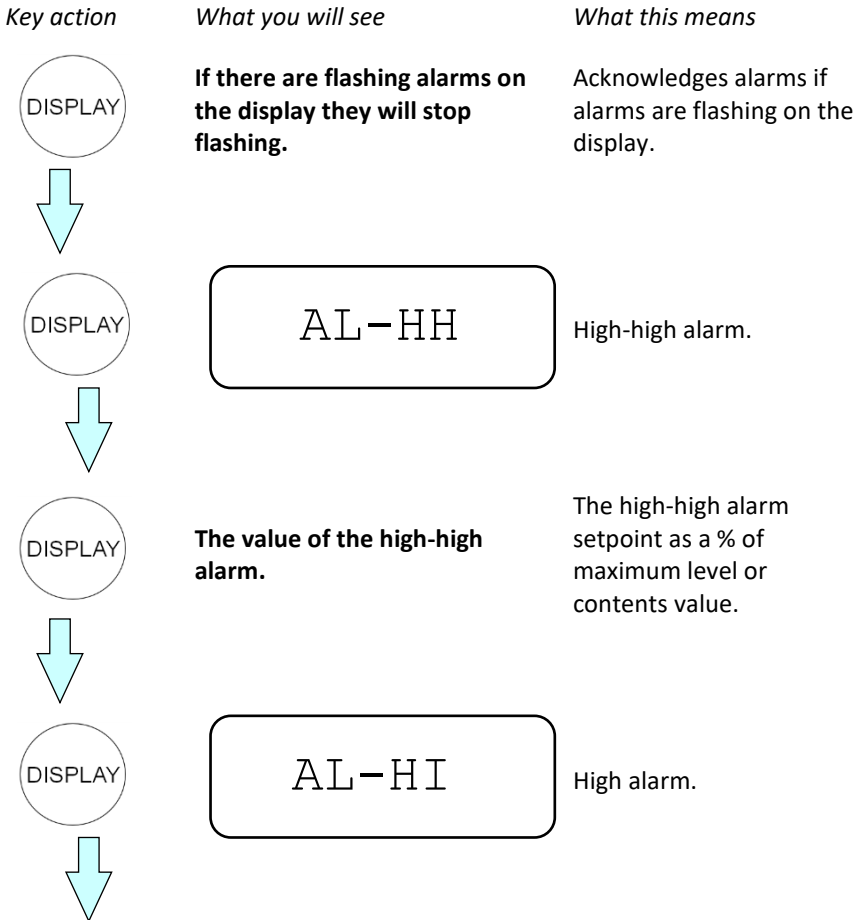 Key action What you will see What this means
DISPLAY
If there are flashing alarms on
the display they will stop
flashing.
Acknowledges alarms if
alarms are flashing on the
display.
DISPLAY
AL-HH
High-high alarm.
DISPLAY
The value of the high-high
alarm.
The high-high alarm
setpoint as a % of
maximum level or
contents value.
DISPLAY
AL-HI
High alarm.